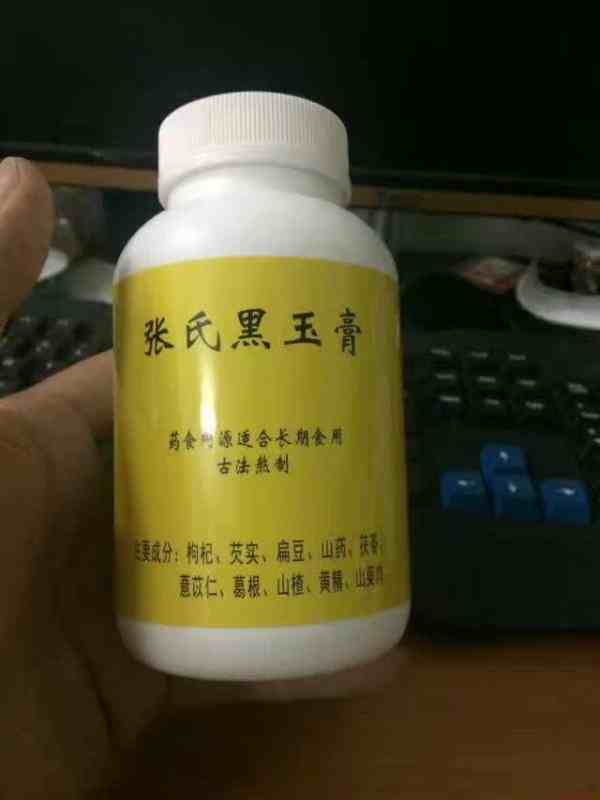 张氏黑玉膏
药食同源适合长期食用
古法熬制
主要成分：枸杞、芡实、扁豆、山药、茯苓、
薏苡仁、葛根、山楂、黄精、山萸肉